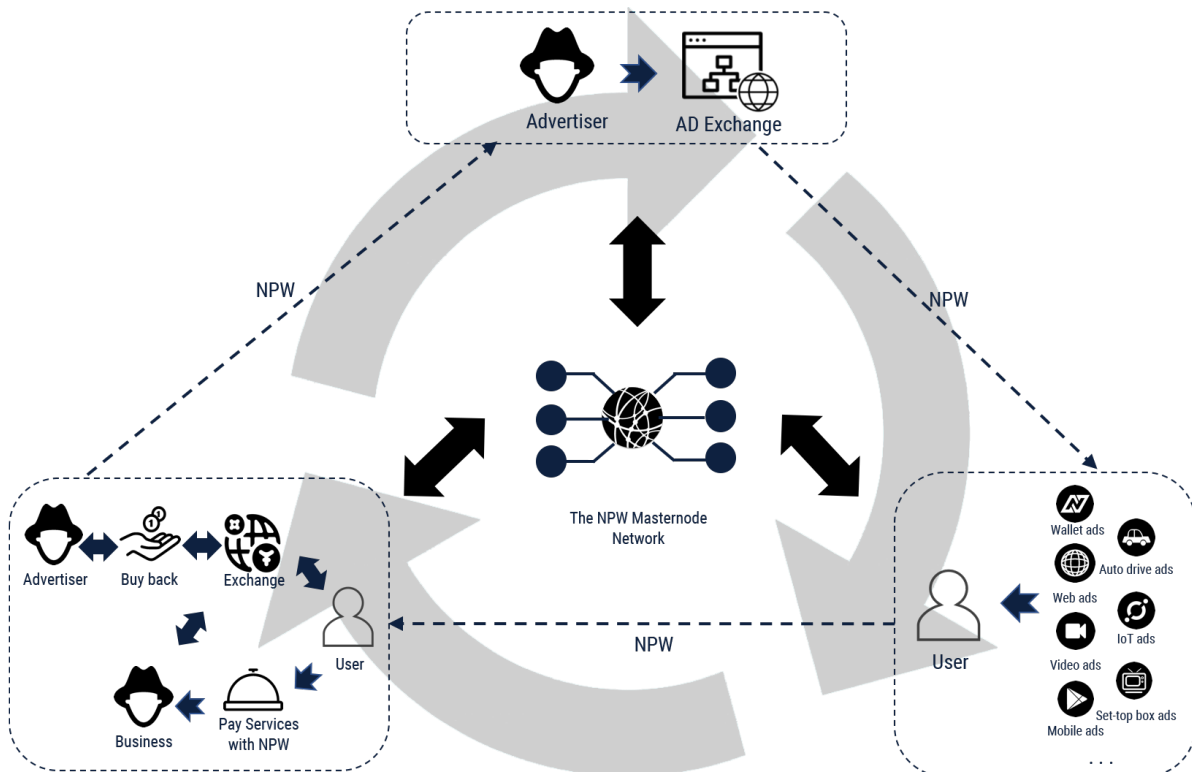 Advertiser
AD Exchange
NPW
NPW
The NPW Masternode
Network
Advertiser
Buy back
Exchange
User
Pay Services
with NPW
Business
NPW
User
Wallet ads
Auto drive ads
Web ads
IoT ads
Video ads
Set-top box ads
Mobile ads
...